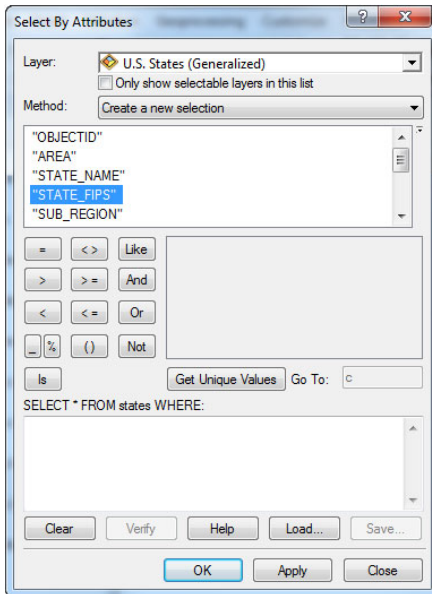 Select By Attributes
?
X
Layer:
U.S. States (Generalized)
Only show selectable layers in this list
Method:
Create a new selection
"OBJECTID"
"AREA"
"STATE_NAME"
"STATE_FIPS"
"SUB_REGION"
= < > Like
> > = And
< < = Or
_ % ( ) Not
Is Get Unique Values Go To: c
SELECT * FROM states WHERE:
Clear Verify Help Load... Save...
OK Apply Close